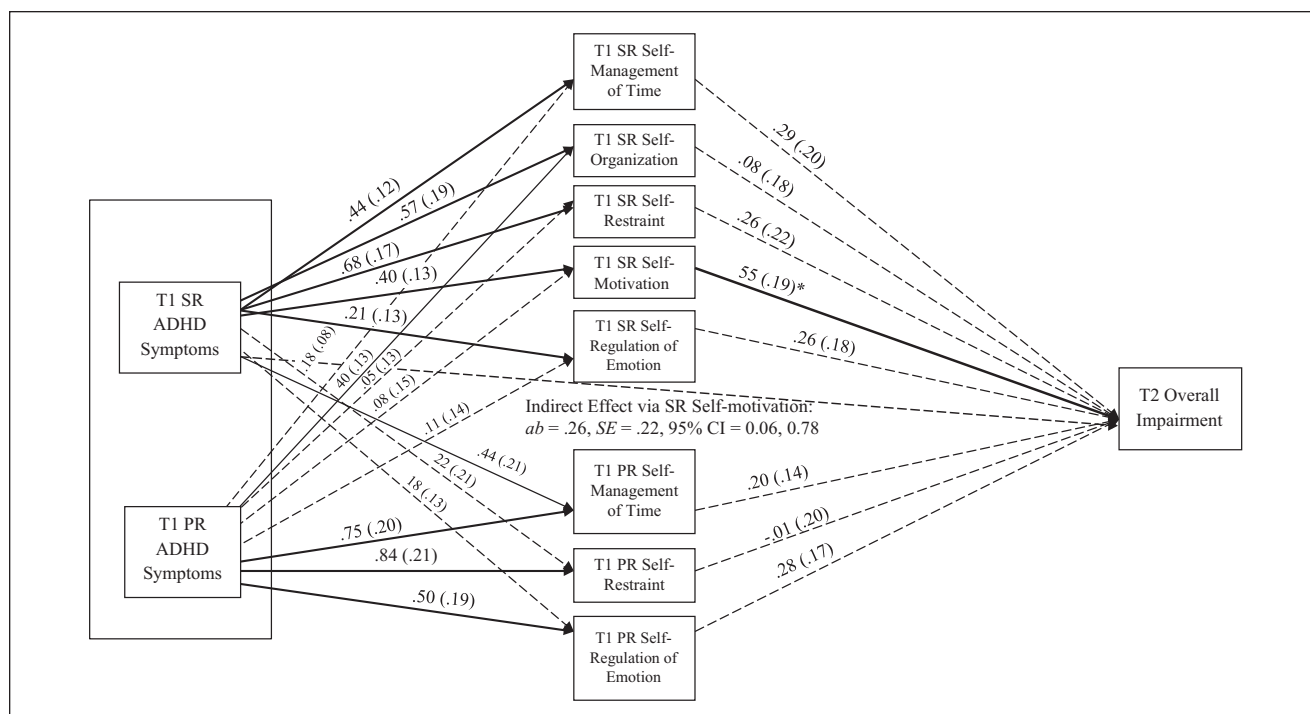 T1 SR Self-
Management
of Time
T1 SR Self-
Organization
T1 SR Self-
Restraint
T1 SR Self-
Motivation
T1 SR Self-
Regulation of
Emotion
T1 SR
ADHD
Symptoms
T1 PR
ADHD
Symptoms
.44 (.12)
.57 (.19)
.68 (.17)
.40 (.13)
.21 (.13)
.18 (.08)
.40 (.13)
.05 (.13)
.08 (.15)
.11 (.14)
.44 (.21)
.22 (.21)
.18 (.13)
.75 (.20)
.84 (.21)
.50 (.19)
.29 (.20)
.08 (.18)
.26 (.22)
55 (.19)*
.26 (.18)
Indirect Effect via SR Self-motivation:
ab = .26, SE = .22, 95% CI = 0.06, 0.78
T1 PR Self-
Management
of Time
T1 PR Self-
Restraint
T1 PR Self-
Regulation of
Emotion
.20 (.14)
-.01 (.20)
.28 (.17)
T2 Overall
Impairment